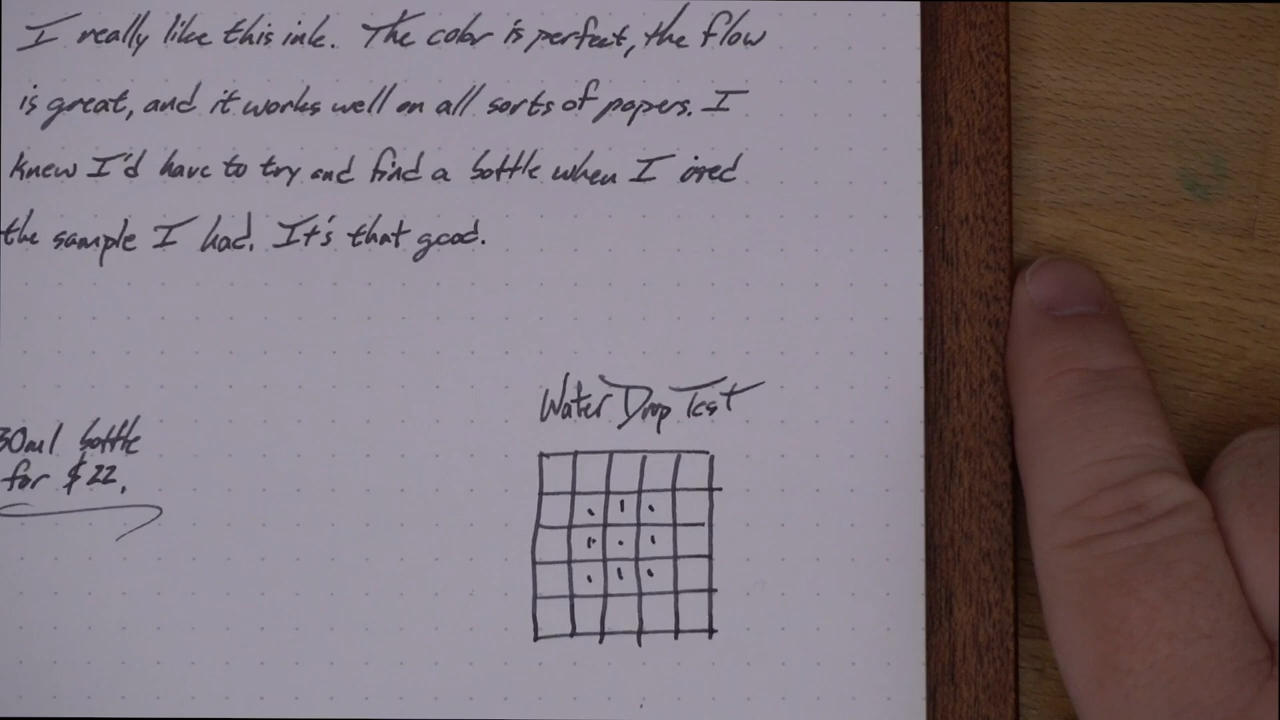 I really like this ink. The color is perfect, the flow
is great, and it works well on all sorts of papers. I
knew I'd have to try and find a bottle when I
the sample I had. It's that good.
Water Drop Test
30ml bottle
for $22.